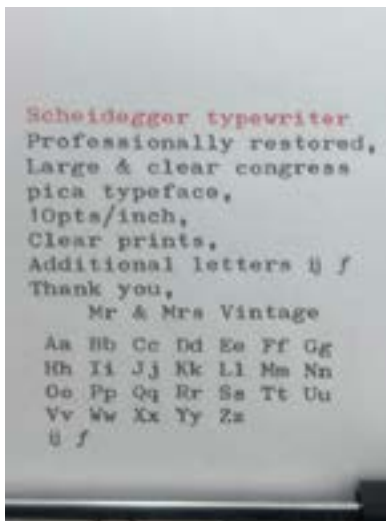 Scheidegger typewriter
Professionally restored,
Large & clear congress
pica typeface,
10pts/inch,
Clear prints,
Additional letters ij ƒ
Thank you,
Mr & Mrs Vintage
Aa Bb Cc Dd Ee Ff Gg
Hh Ii Jj Kk Ll Mm Nn
Oo Pp Qq Rr Ss Tt Uu
Vv Ww Xx Yy Zz
ij ƒ